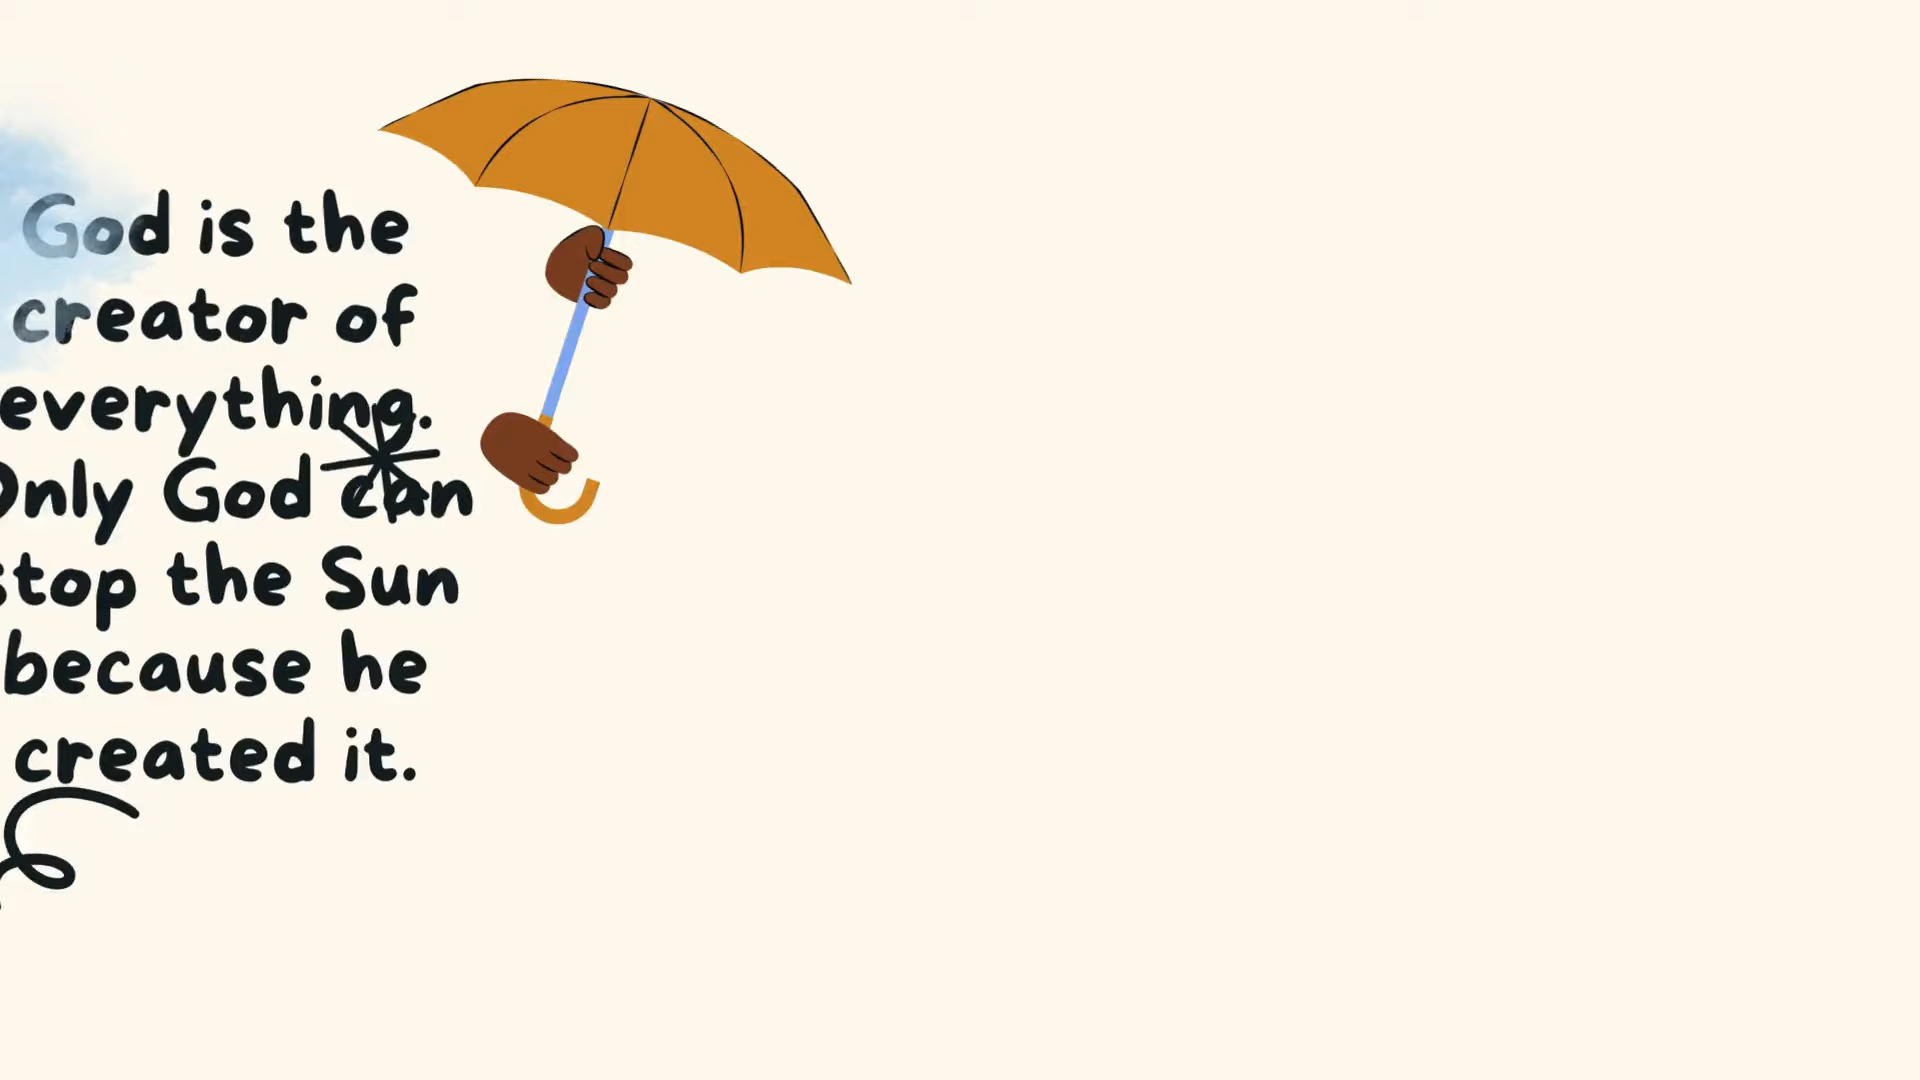 God is the
creator of
everything.
Only God can
stop the Sun
because he
created it.